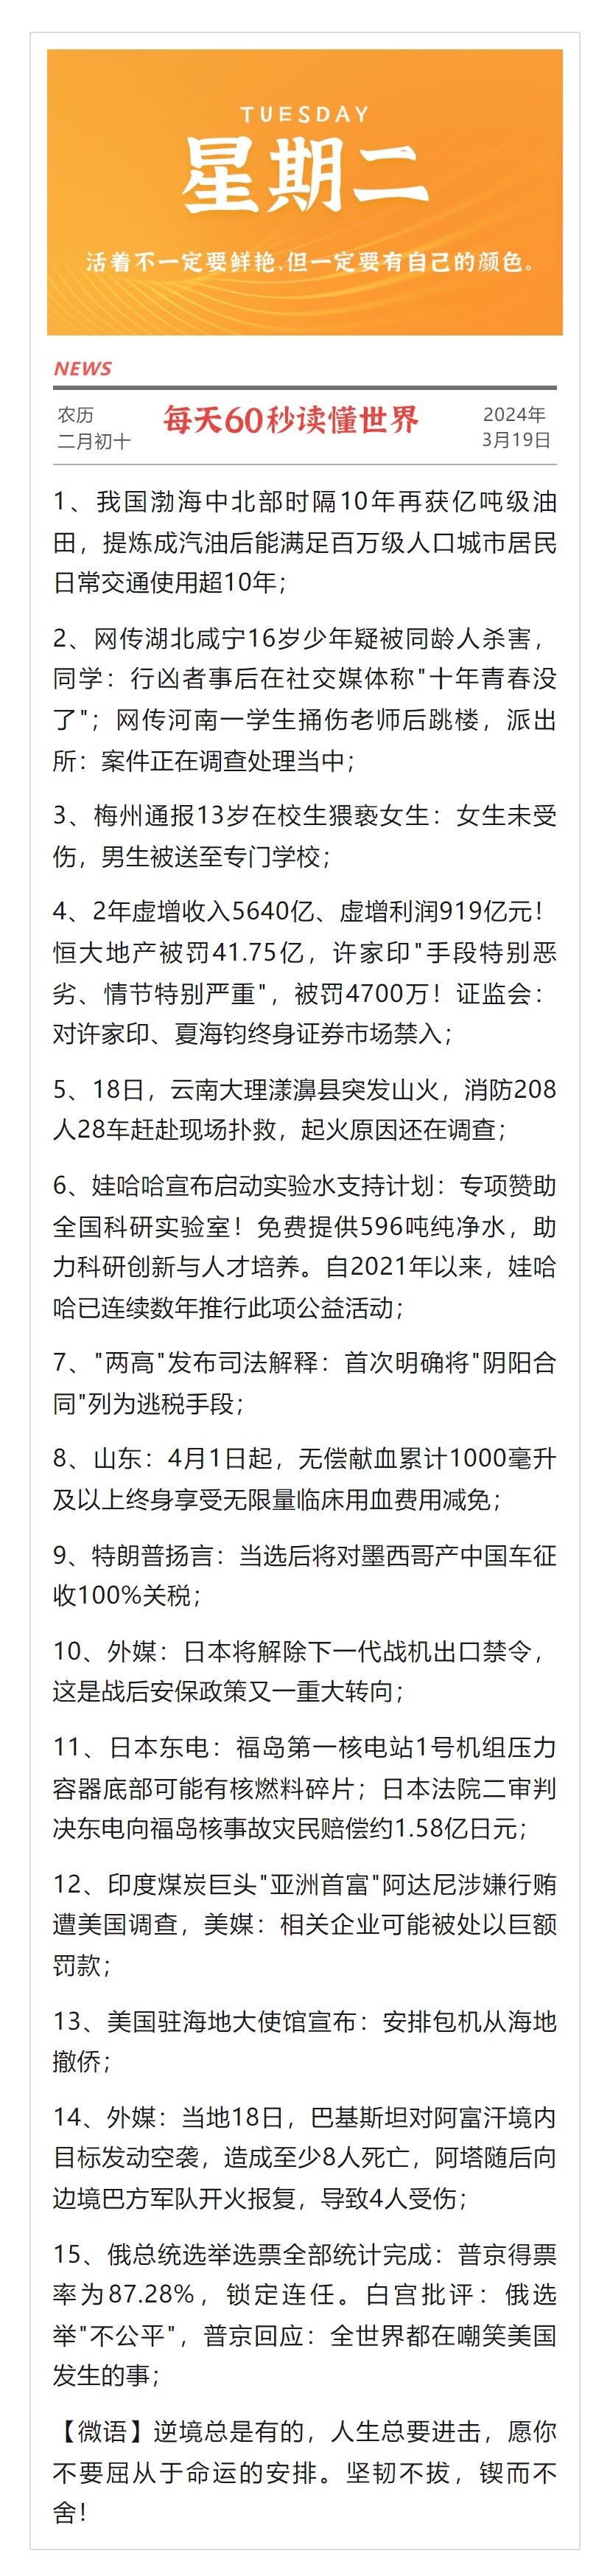 TUESDAY
星期二
活着不一定要鲜艳,但一定要有自己的颜色。
NEWS
农历
二月初十
每天60秒读懂世界
2024年
3月19日
1、我国渤海中北部时隔10年再获亿吨级油
田，提炼成汽油后能满足百万级人口城市居民
日常交通使用超10年；
2、网传湖北咸宁16岁少年疑被同龄人杀害，
同学：行凶者事后在社交媒体称"十年青春没
了"；网传河南一学生捅伤老师后跳楼，派出
所：案件正在调查处理当中；
3、梅州通报13岁在校生猥亵女生：女生未受
伤，男生被送至专门学校；
4、2年虚增收入5640亿、虚增利润919亿元！
恒大地产被罚41.75亿，许家印"手段特别恶
劣、情节特别严重"，被罚4700万！证监会：
对许家印、夏海钧终身证券市场禁入；
5、18日，云南大理漾濞县突发山火，消防208
人28车赶赴现场扑救，起火原因还在调查；
6、娃哈哈宣布启动实验水支持计划：专项赞助
全国科研实验室！免费提供596吨纯净水，助
力科研创新与人才培养。自2021年以来，娃哈
哈已连续数年推行此项公益活动；
7、"两高"发布司法解释：首次明确将"阴阳合
同"列为逃税手段；
8、山东：4月1日起，无偿献血累计1000毫升
及以上终身享受无限量临床用血费用减免；
9、特朗普扬言：当选后将对墨西哥产中国车征
收100%关税；
10、外媒：日本将解除下一代战机出口禁令，
这是战后安保政策又一重大转向；
11、日本东电：福岛第一核电站1号机组压力
容器底部可能有核燃料碎片；日本法院二审判
决东电向福岛核事故灾民赔偿约1.58亿日元；
12、印度煤炭巨头"亚洲首富"阿达尼涉嫌行贿
遭美国调查，美媒：相关企业可能被处以巨额
罚款；
13、美国驻海地大使馆宣布：安排包机从海地
撤侨；
14、外媒：当地18日，巴基斯坦对阿富汗境内
目标发动空袭，造成至少8人死亡，阿塔随后向
边境巴方军队开火报复，导致4人受伤；
15、俄总统选举选票全部统计完成：普京得票
率为87.28%，锁定连任。白宫批评：俄选
举"不公平"，普京回应：全世界都在嘲笑美国
发生的事；
【微语】逆境总是有的，人生总要进击，愿你
不要屈从于命运的安排。坚韧不拔，锲而不
舍！